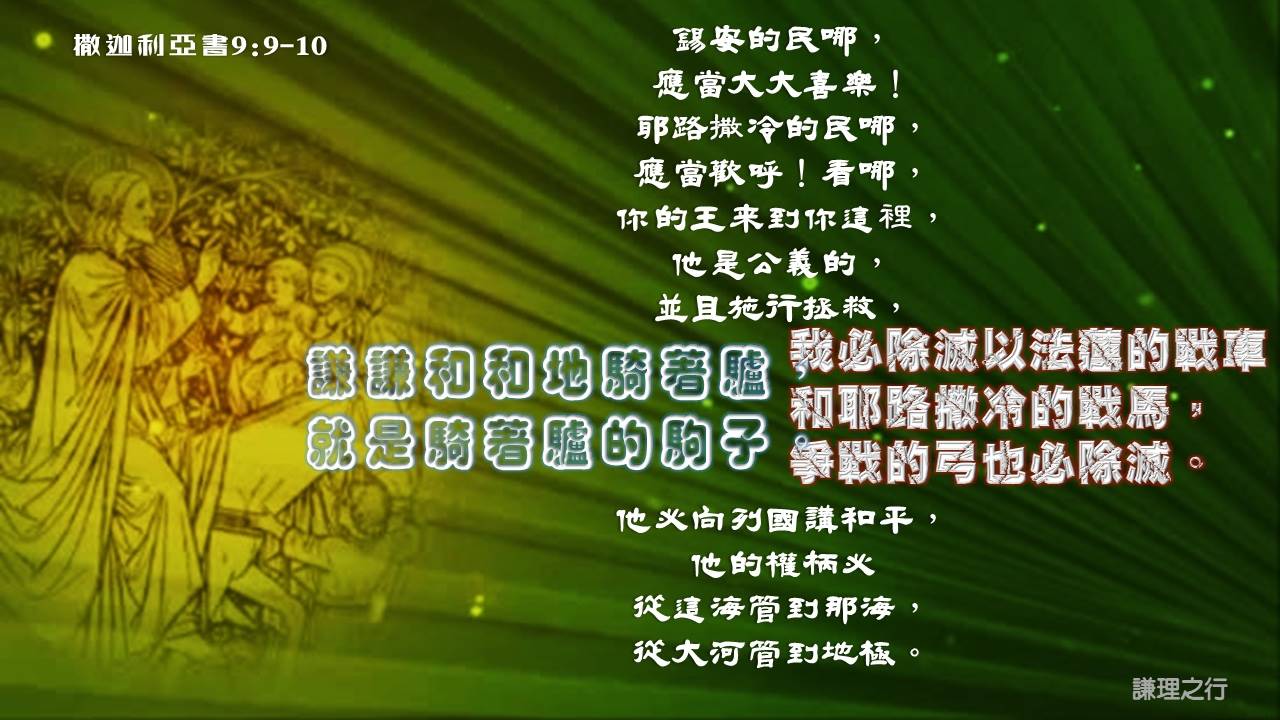 撒迦利亞書9:9-10
錫安的民哪，
應當大大喜樂！
耶路撒冷的民哪，
應當歡呼！看哪，
你的王来到你這裡，
他是公義的，
並且施行拯救，
謙謙和和地騎著驢，
就是騎著驢的駒子。
我必除滅以法蓮的戰車
和耶路撒冷的戰馬，
爭戰的弓也必除滅。
他必向列國講和平，
他的權柄必
從這海管到那海，
從大河管到地極。
謙理之行